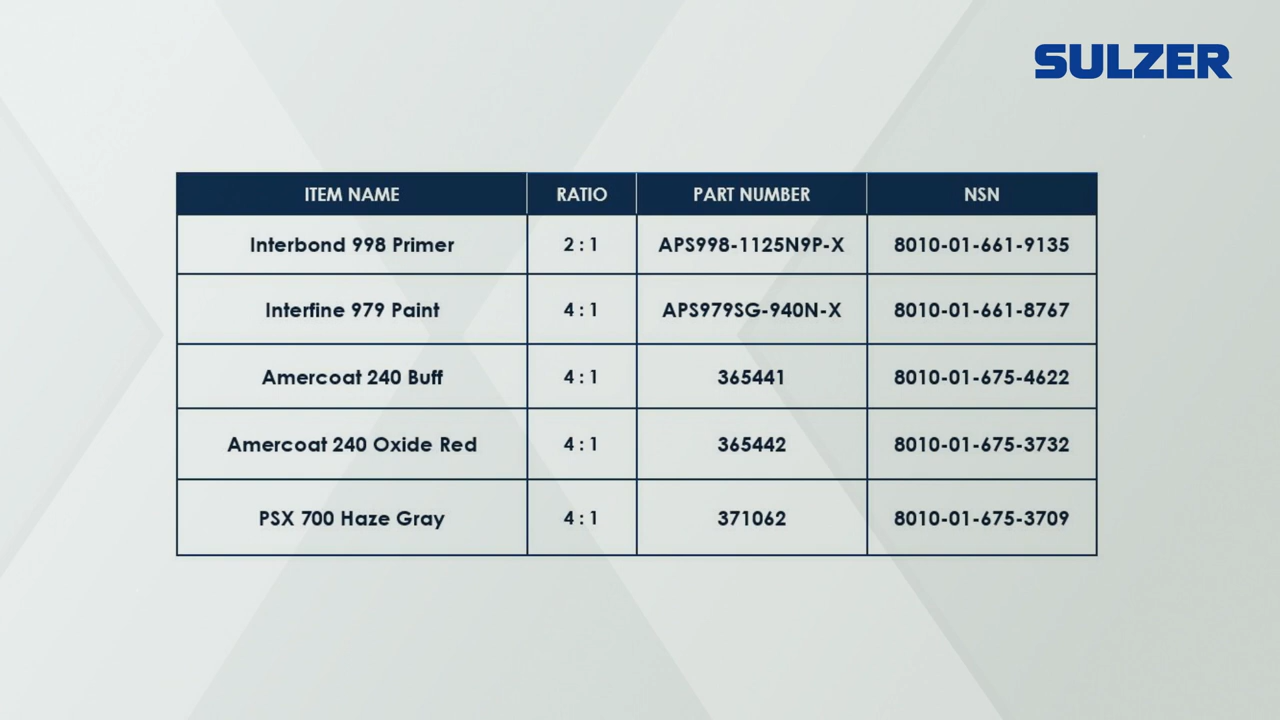 SULZER
ITEM NAME RATIO PART NUMBER NSN
Interbond 998 Primer 2 : 1 APS998-1125N9P-X 8010-01-661-9135
Interfine 979 Paint 4 : 1 APS979SG-940N-X 8010-01-661-8767
Amercoat 240 Buff 4 : 1 365441 8010-01-675-4622
Amercoat 240 Oxide Red 4 : 1 365442 8010-01-675-3732
PSX 700 Haze Gray 4 : 1 371062 8010-01-675-3709